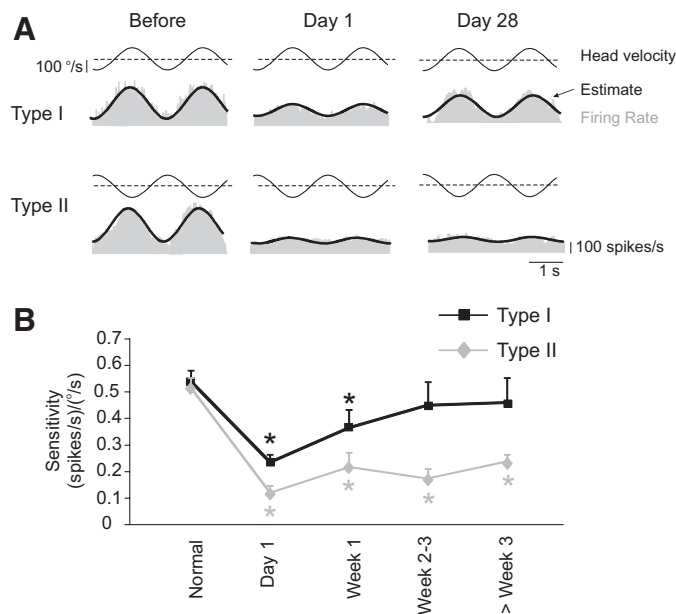 A
Before
Day 1
Day 28
100 °/s
Head velocity
Type I
Estimate
Firing Rate
Type II
100 spikes/s
1 s
B
Type I
Type II
Sensitivity
(spikes/s)/(°/s)
0.7
0.6
0.5
0.4
0.3
0.2
0.1
0
*
*
*
*
*
*
Normal
Day 1
Week 1
Week 2-3
> Week 3